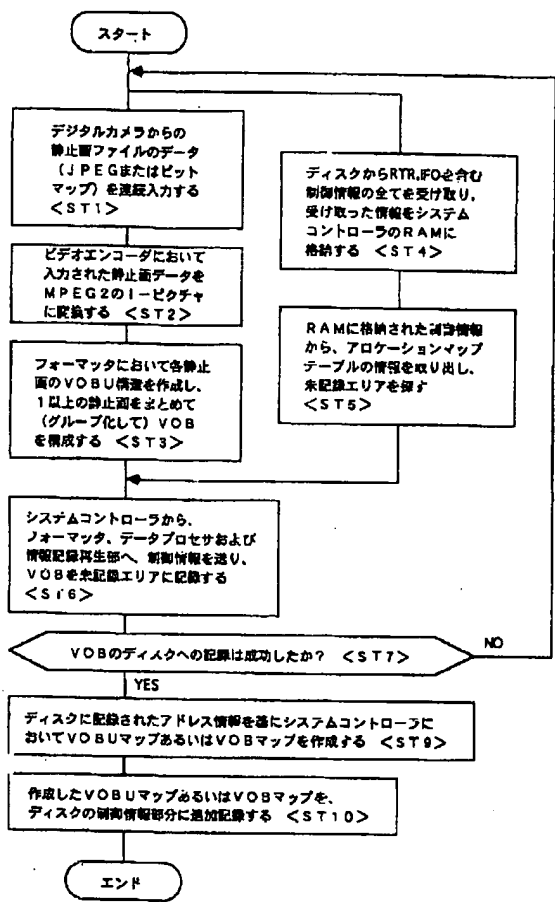 スタート
デジタルカメラからの
静止画ファイルのデータ
(JPEGまたはビット
マップ)を連続入力する
<ST1>
ビデオエンコーダにおいて
入力された静止画データを
MPEG2のI-ピクチャ
に変換する <ST2>
フォーマッタにおいて各静止
画のVOBU構造を作成し、
1以上の静止画をまとめて
(グループ化して)VOB
を構成する <ST3>
ディスクからRTR.IFOを含む
制御情報の全てを受け取り、
受け取った情報をシステム
コントローラのRAMに
格納する <ST4>
RAMに格納された制御情報
から、アロケーションマップ
テーブルの情報を取り出し、
未記録エリアを探す
<ST5>
システムコントローラから、
フォーマッタ、データプロセサおよび
情報記録再生部へ、制御情報を送り、
VOBを未記録エリアに記録する
<ST6>
VOBのディスクへの記録は成功したか? <ST7>
NO
YES
ディスクに記録されたアドレス情報を基にシステムコントローラに
おいてVOBUマップあるいはVOBマップを作成する <ST9>
作成したVOBUマップあるいはVOBマップを、
ディスクの制御情報部分に追加記録する <ST10>
エンド